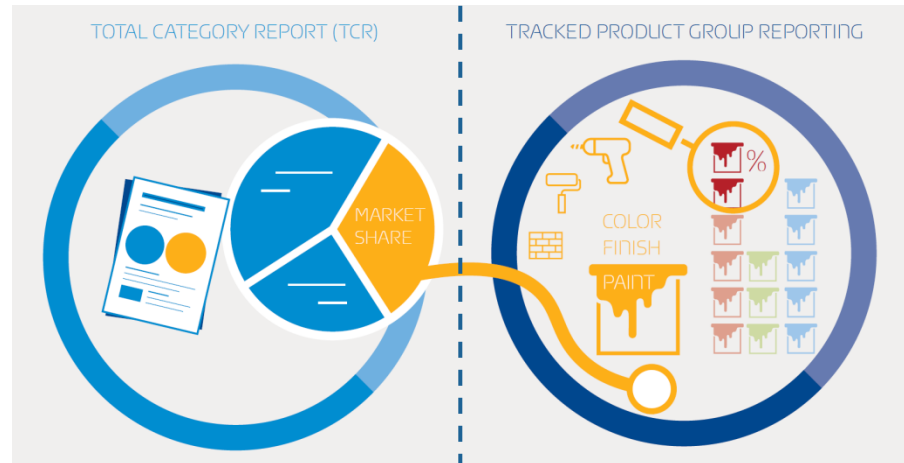 TOTAL CATEGORY REPORT (TCR)
TRACKED PRODUCT GROUP REPORTING
MARKET
SHARE
%
COLOR
FINISH
PAINT